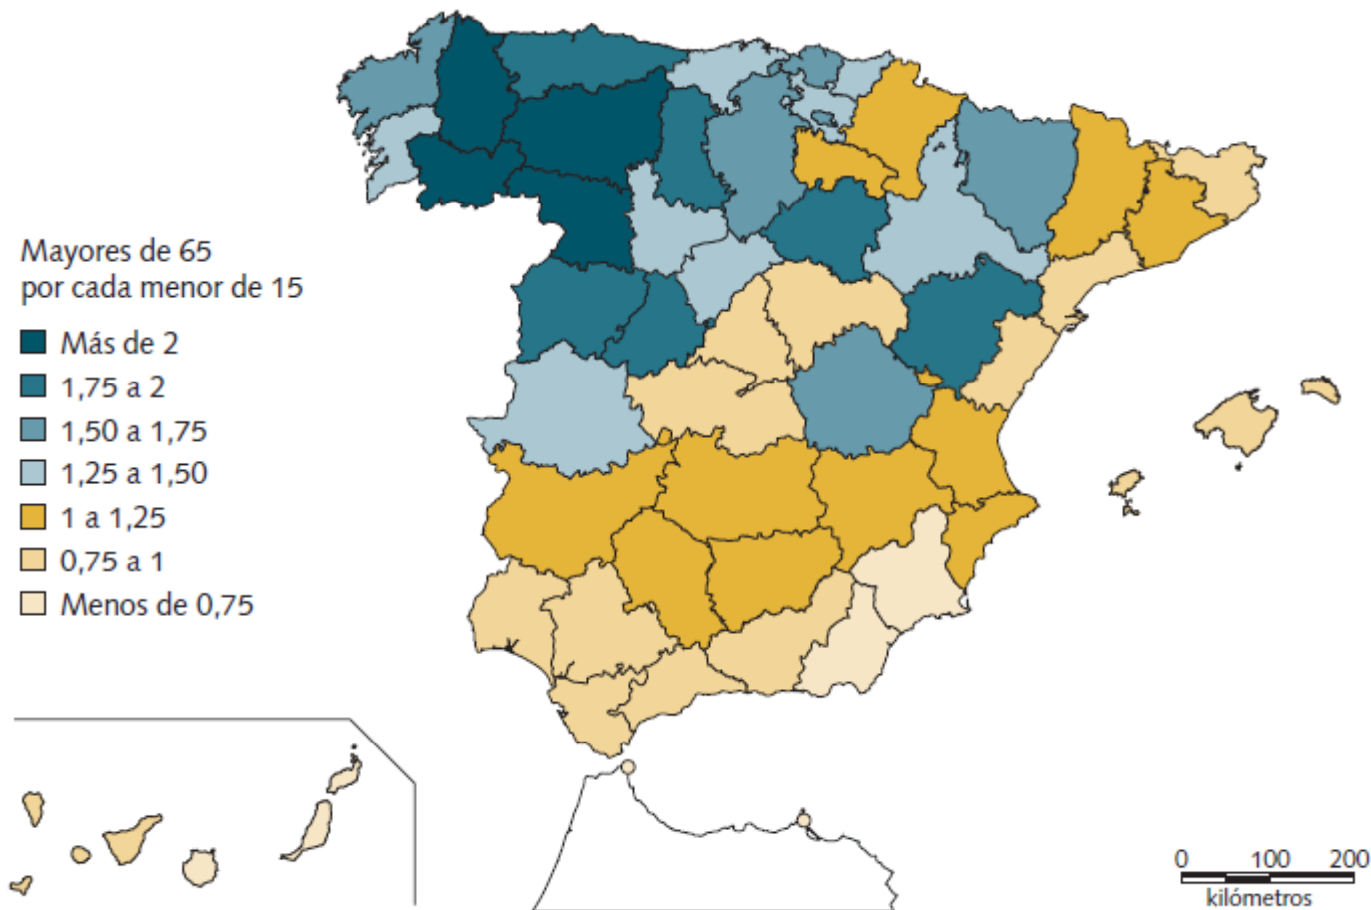 Mayores de 65
por cada menor de 15
Más de 2
1,75 a 2
1,50 a 1,75
1,25 a 1,50
1 a 1,25
0,75 a 1
Menos de 0,75
0 100 200
kilómetros